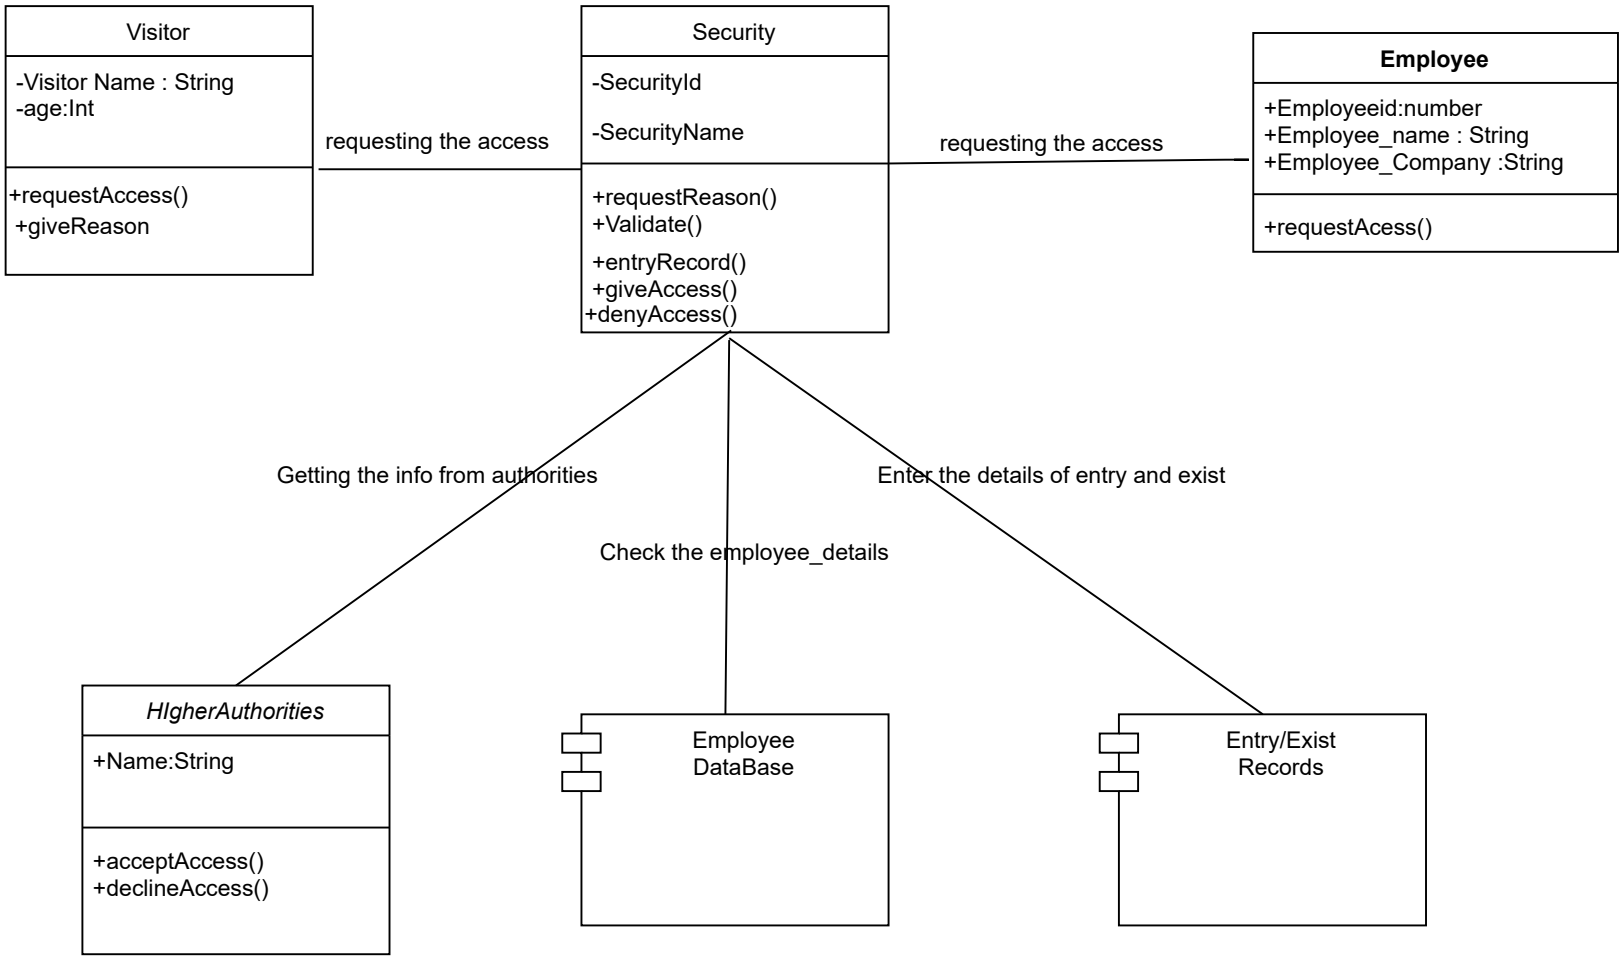 Visitor
-Visitor Name : String
-age:Int
+requestAccess()
+giveReason
requesting the access
Security
-SecurityId
-SecurityName
+requestReason()
+Validate()
+entryRecord()
+giveAccess()
+denyAccess()
requesting the access
Employee
+Employeeid:number
+Employee_name : String
+Employee_Company :String
+requestAcess()
Getting the info from authorities
Check the employee_details
Enter the details of entry and exist
HIgherAuthorities
+Name:String
+acceptAccess()
+declineAccess()
Employee
DataBase
Entry/Exist
Records